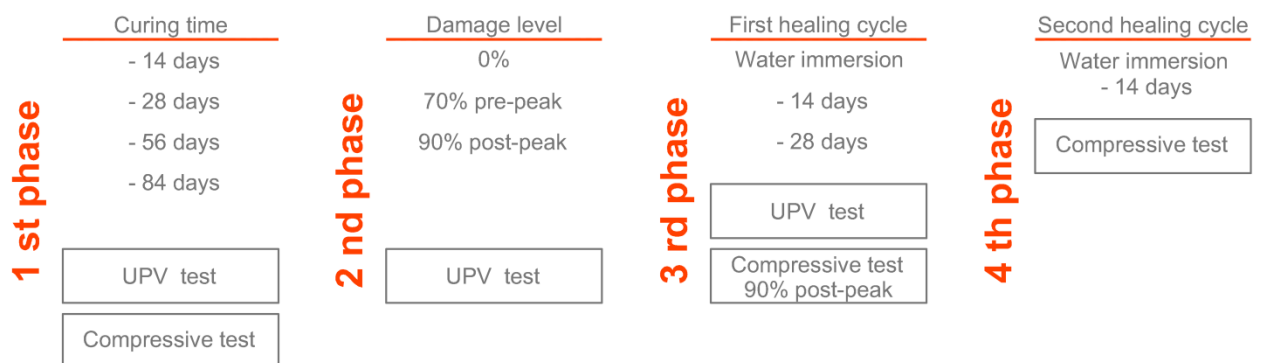 1 st phase
Curing time
- 14 days
- 28 days
- 56 days
- 84 days
UPV test
Compressive test
2 nd phase
Damage level
0%
70% pre-peak
90% post-peak
UPV test
3 rd phase
First healing cycle
Water immersion
- 14 days
- 28 days
UPV test
Compressive test
90% post-peak
4 th phase
Second healing cycle
Water immersion
- 14 days
Compressive test